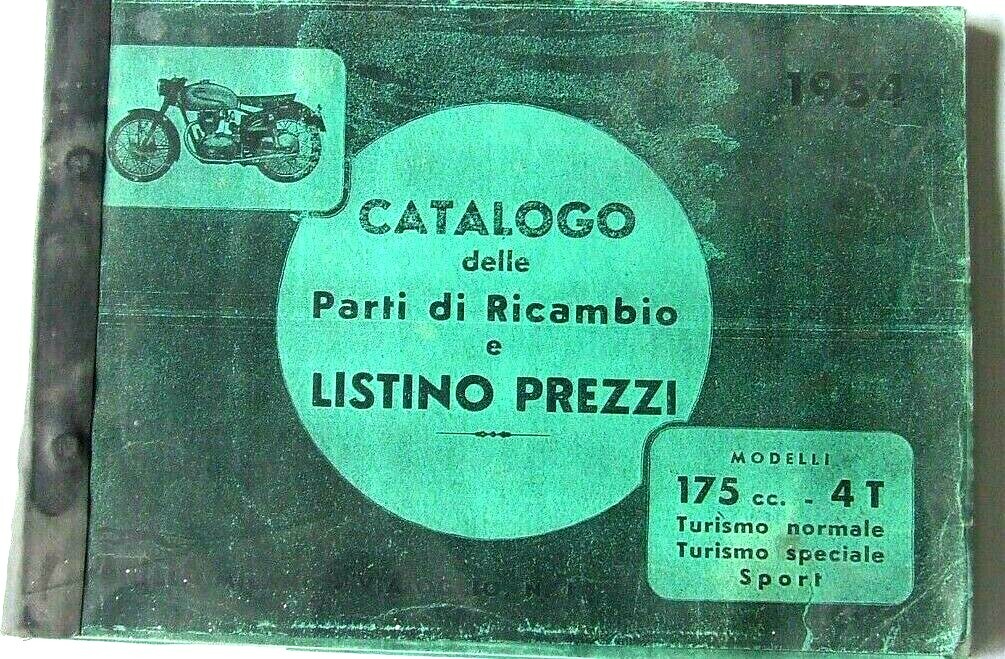 1954
CATALOGO
delle
Parti di Ricambio
e
LISTINO PREZZI
MODELLI
175 cc. - 4 T
Turismo normale
Turismo speciale
Sport